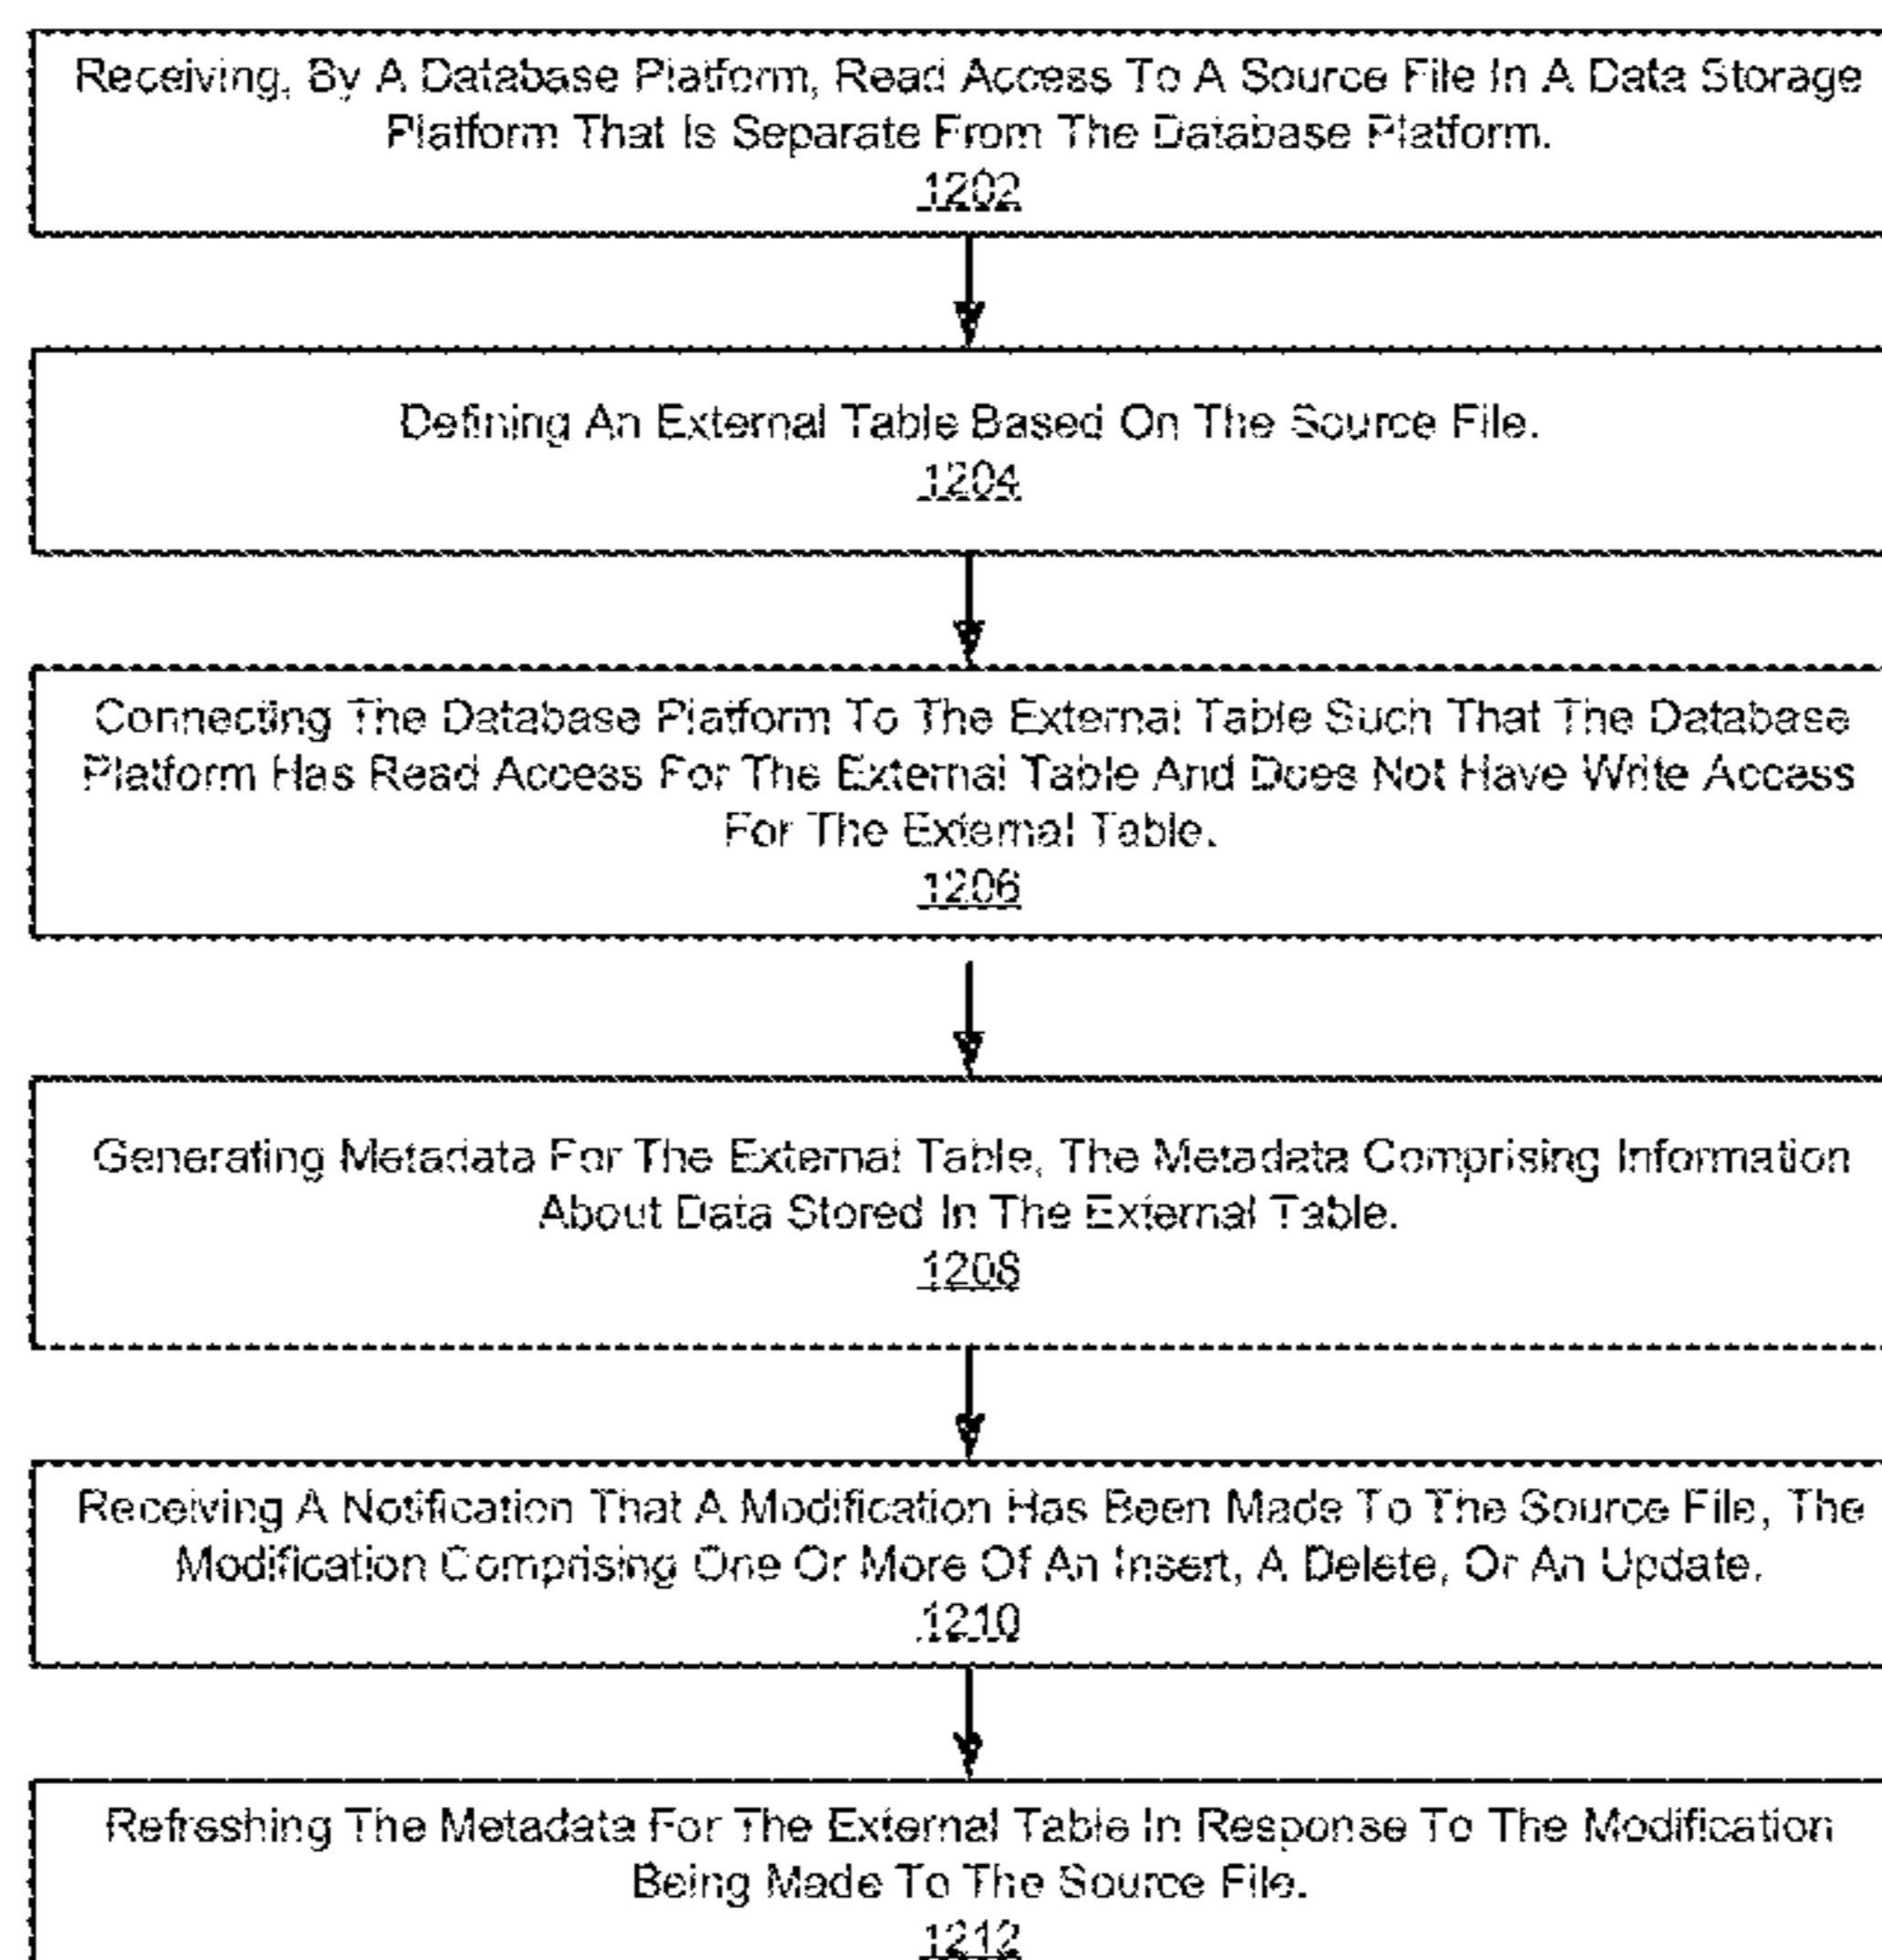 Receiving, By A Database Platform, Read Access To A Source File In A Data Storage
Platform That Is Separate From The Database Platform.
1202
Defining An External Table Based On The Source File.
1204
Connecting The Database Platform To The External Table Such That The Database
Platform Has Read Access For The External Table And Does Not Have Write Access
For The External Table.
1206
Generating Metadata For The External Table, The Metadata Comprising Information
About Data Stored In The External Table.
1208
Receiving A Notification That A Modification Has Been Made To The Source File, The
Modification Comprising One Or More Of An Insert, A Delete, Or An Update.
1210
Refreshing The Metadata For The External Table In Response To The Modification
Being Made To The Source File.
1212